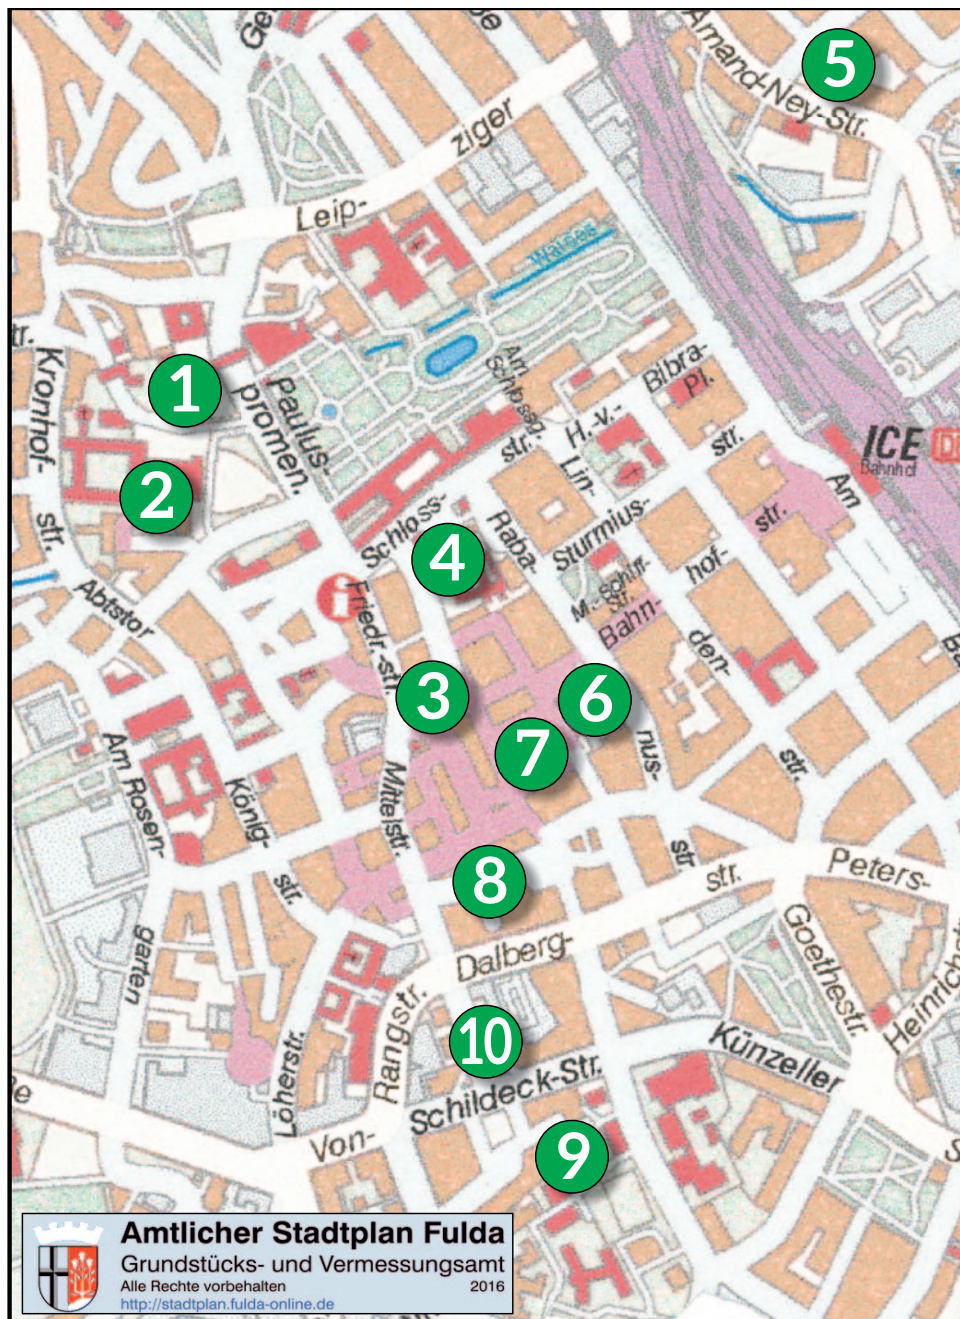 Amand-Ney-Str.
5
ziger
Leip-
Waides
Kronhof-
str.
1
Paulus-
promen.
Am
Schlossg.
H.-v.-
Bibra-
Pl.
ICE
Bahnhof
2
Schloss-
str.
Lin-
str.
Am
str.
4
Raba-
Sturmius-
hof-
M.-Schiff-
Str.
Bahn-
Abtstor
Friedr.-str.
3
6
7
den-
nus-
str.
Am Rosen-
König-
Mittelstr.
str.
8
str.
str.
Peters-
garten
Dalberg-
Goethestr.
Rangstr.
10
Künzeller
Löherstr.
Von-
Schildeck-Str.
9
Amtlicher Stadtplan Fulda
Grundstücks- und Vermessungsamt
Alle Rechte vorbehalten 2016
http://stadtplan.fulda-online.de